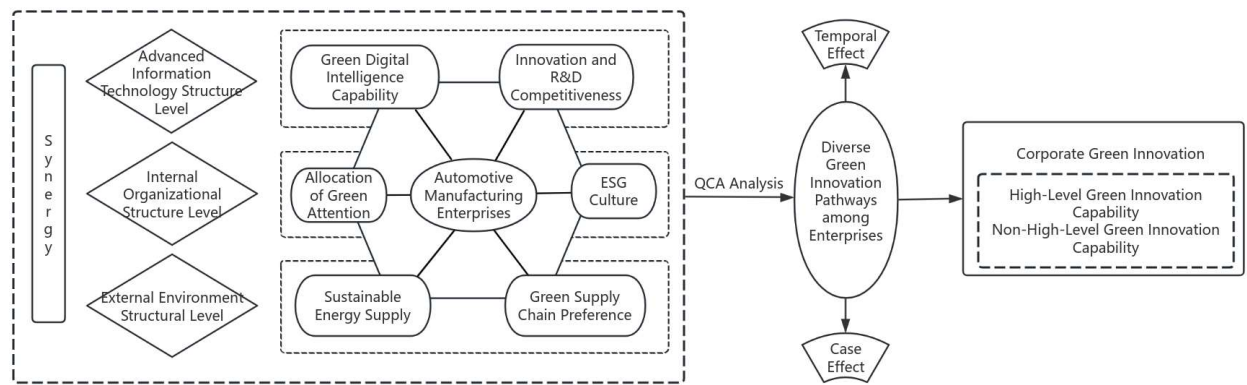 Synergy
Advanced
Information
Technology Structure
Level
Internal
Organizational
Structure Level
External Environment
Structural Level
Green Digital
Intelligence
Capability
Innovation and
R&D
Competitiveness
Allocation
of Green
Attention
Automotive
Manufacturing
Enterprises
ESG
Culture
Sustainable
Energy Supply
Green Supply
Chain Preference
QCA Analysis
Temporal
Effect
Diverse
Green
Innovation
Pathways
among
Enterprises
Case
Effect
Corporate Green Innovation
High-Level Green Innovation
Capability
Non-High-Level Green Innovation
Capability